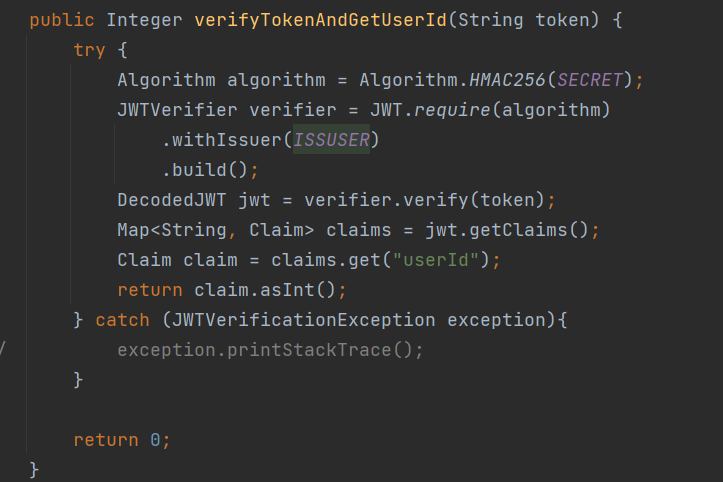 public Integer verifyTokenAndGetUserId(String token) {
try {
Algorithm algorithm = Algorithm.HMAC256(SECRET);
JWTVerifier verifier = JWT.require(algorithm)
.withIssuer(ISSUSER)
.build();
DecodedJWT jwt = verifier.verify(token);
Map<String, Claim> claims = jwt.getClaims();
Claim claim = claims.get("userId");
return claim.asInt();
} catch (JWTVerificationException exception){
/ exception.printStackTrace();
}
return 0;
}